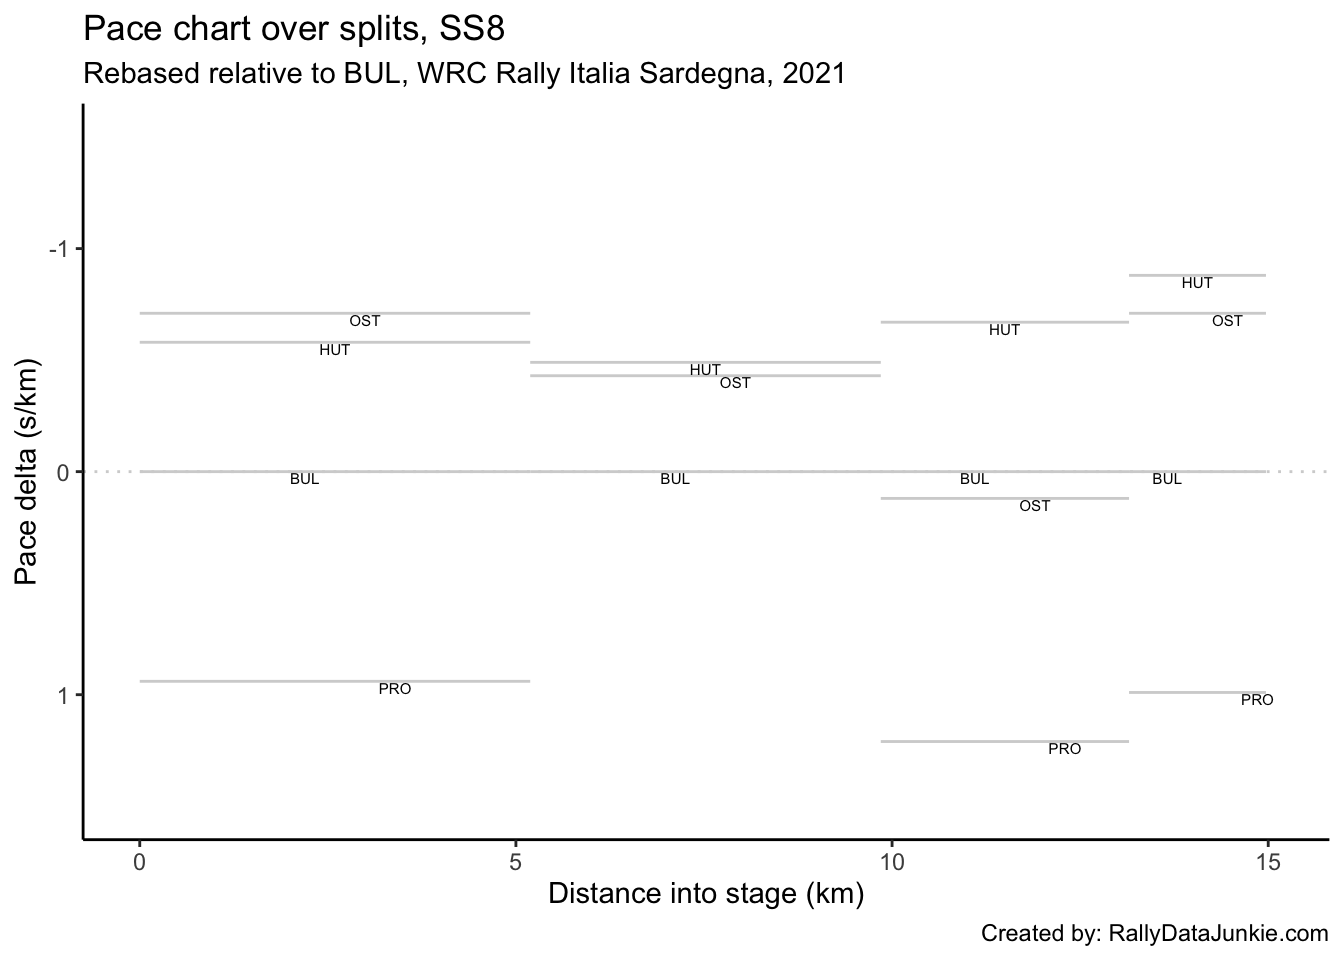 Pace chart over splits, SS8
Rebased relative to BUL, WRC Rally Italia Sardegna, 2021
Pace delta (s/km)
-1
0
1
HUT
OST
OST
HUT
HUT
HUT
OST
OST
BUL
BUL
BUL
BUL
OST
PRO
PRO
PRO
0
5
10
15
Distance into stage (km)
Created by: RallyDataJunkie.com